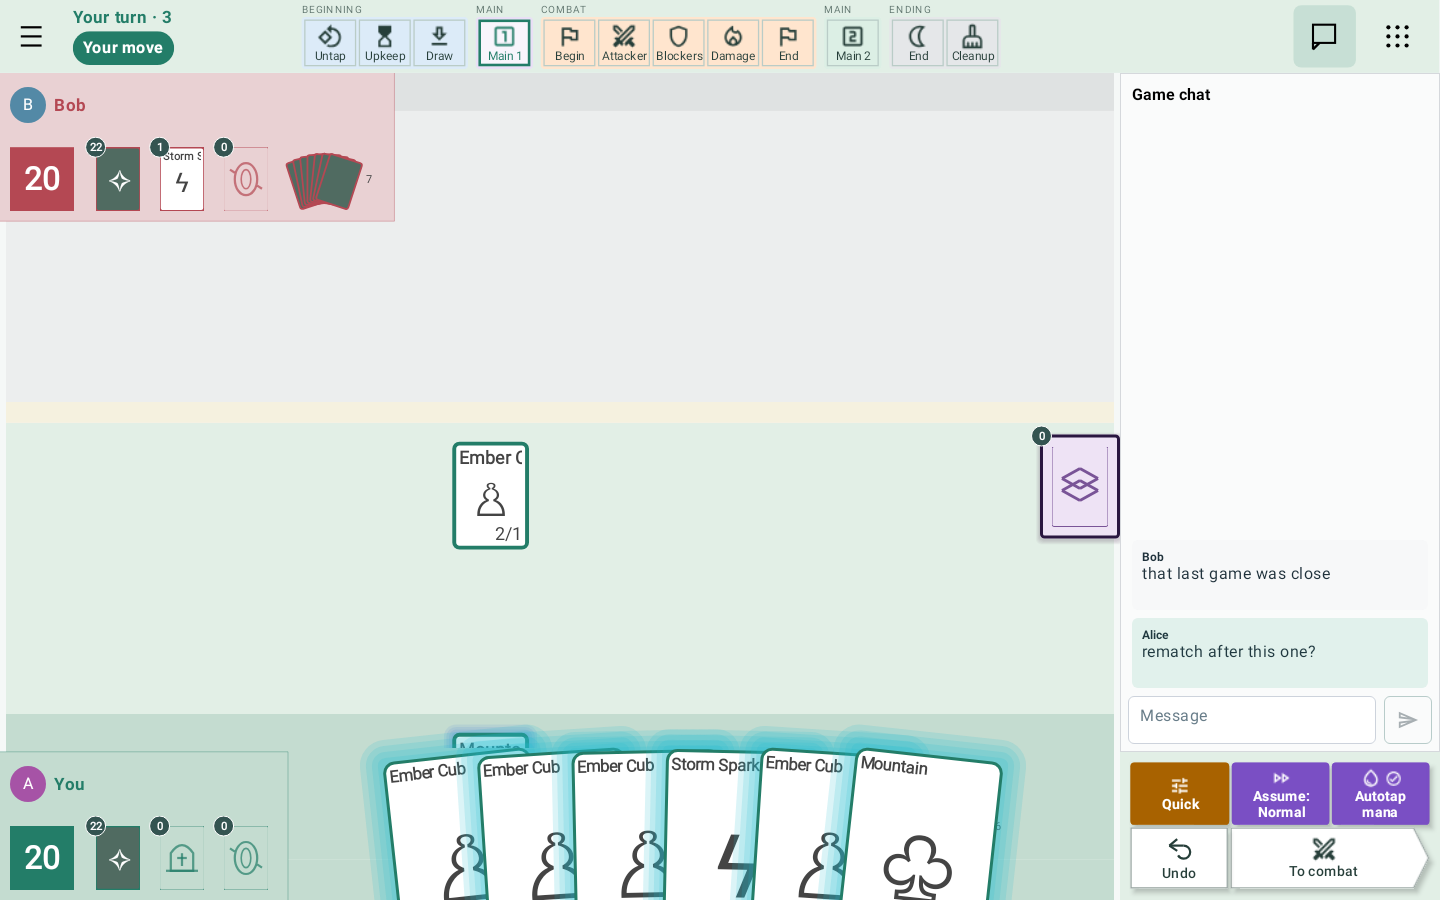 Your turn · 3
Your move
BEGINNING
Untap
Upkeep
Draw
MAIN
1
Main 1
COMBAT
Begin
Attacker
Blockers
Damage
End
MAIN
2
Main 2
ENDING
End
Cleanup
B
Bob
20
22
1
Storm S
0
7
Ember C
2/1
0
Game chat
Bob
that last game was close
Alice
rematch after this one?
Message
A
You
20
22
0
0
Ember Cub
Ember Cub
Ember Cub
Storm Spark
Ember Cub
Mountain
Quick
Assume:
Normal
Autotap
mana
Undo
To combat